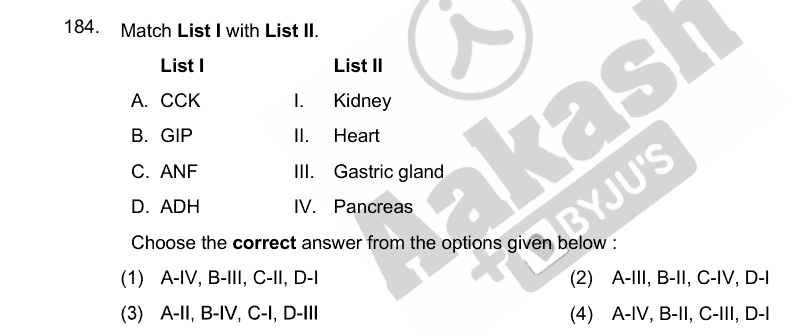 184. Match List I with List II.
List I List II
A. CCK I. Kidney
B. GIP II. Heart
C. ANF III. Gastric gland
D. ADH IV. Pancreas
Choose the correct answer from the options given below :
(1) A-IV, B-III, C-II, D-I (2) A-III, B-II, C-IV, D-I
(3) A-II, B-IV, C-I, D-III (4) A-IV, B-II, C-III, D-I
Aakash
+ BYJU'S